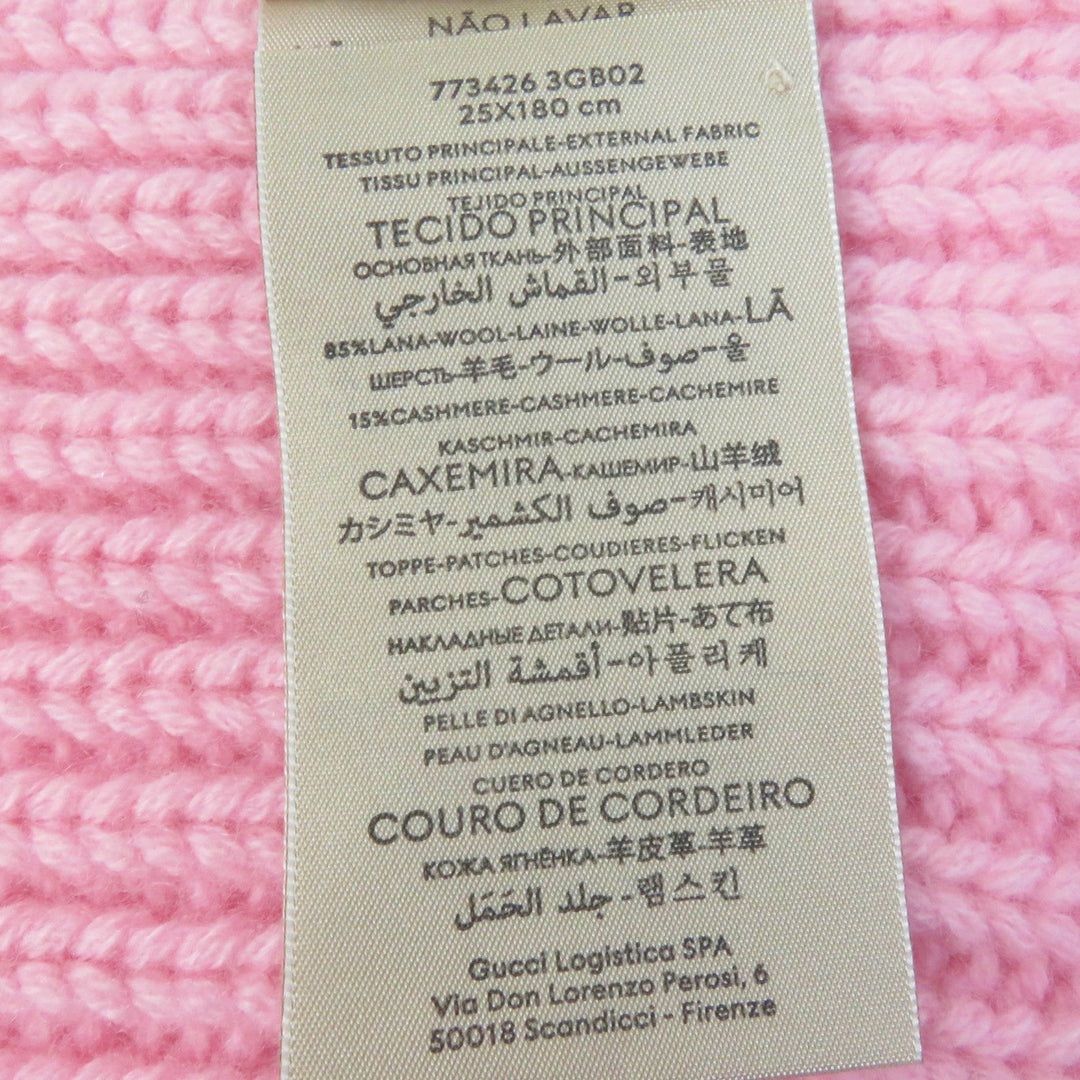 NÃO LAVAR
773426 3GB02
25X180 cm
TESSUTO PRINCIPALE-EXTERNAL FABRIC
TISSU PRINCIPAL-AUSSENGEWEBE
TEJIDO PRINCIPAL
TECIDO PRINCIPAL
ОСНОВНАЯ ТКАНЬ-外部面料-表地
القماش الخارجي-외부물
85%LANA-WOOL-LAINE-WOLLE-LANA-LÃ
ШЕРСТЬ-羊毛-ウール-صوف-울
15%CASHMERE-CASHMERE-CACHEMIRE
KASCHMIR-CACHEMIRA
CAXEMIRA-КАШЕМИР-山羊绒
カシミヤ-صوف الكشمير-캐시미어
TOPPE-PATCHES-COUDIERES-FLICKEN
PARCHES-COTOVELERA
НАКЛАДНЫЕ ДЕТАЛИ-贴片-あて布
أقمشة التزيين-아플리케
PELLE DI AGNELLO-LAMBSKIN
PEAU D'AGNEAU-LAMMLEDER
CUERO DE CORDERO
COURO DE CORDEIRO
КОЖА ЯГНЁНКА-羊皮革-羊革
جلد الحَمَل-램스킨
Gucci Logistica SPA
Via Don Lorenzo Perosi, 6
50018 Scandicci - Firenze